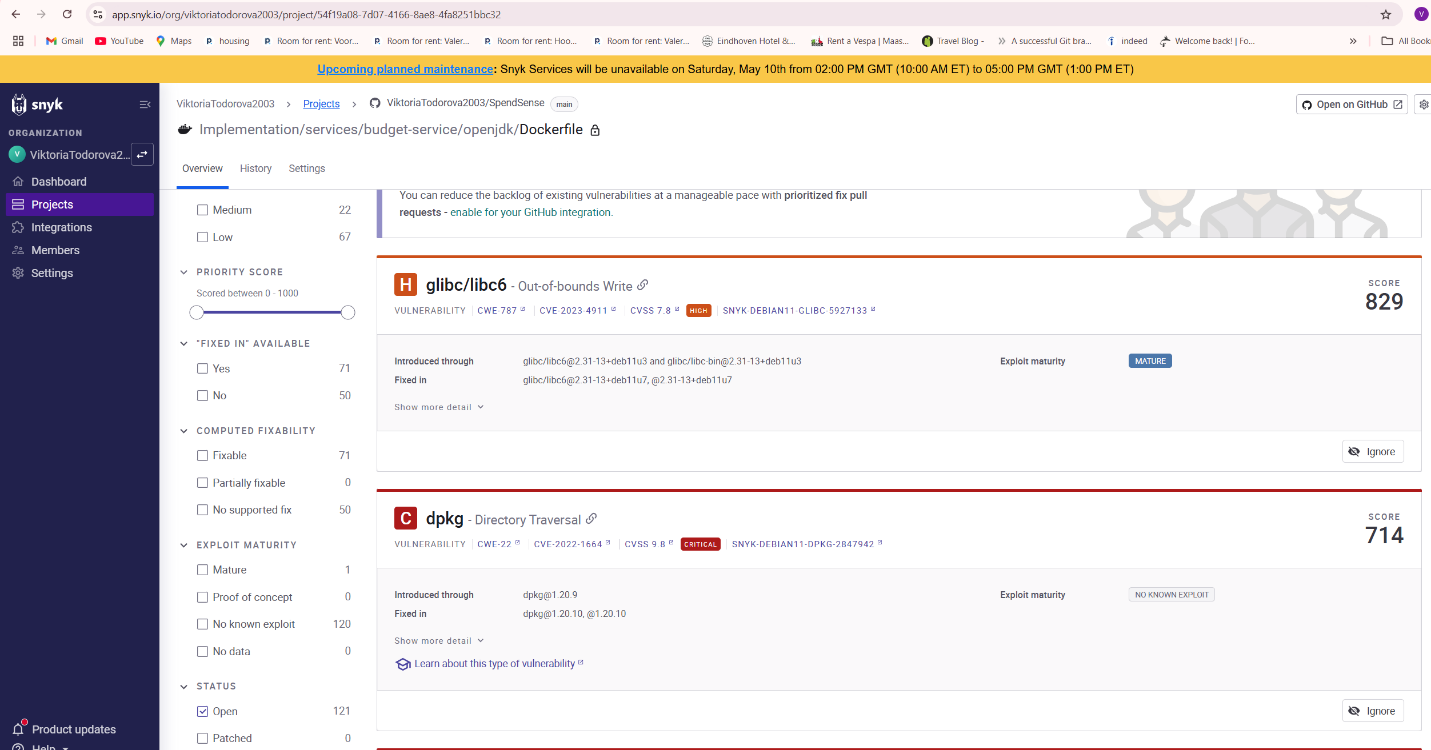 app.snyk.io/org/viktoriatodorova2003/project/54f19a08-7d07-4166-8ae8-4fa8251bbc32
V
Gmail YouTube Maps housing Room for rent: Voor... Room for rent: Valer... Room for rent: Hoo... Room for rent: Valer... Eindhoven Hotel &... Rent a Vespa | Maas... Travel Blog - A successful Git bra... indeed Welcome back! | Fo... » All Book
Upcoming planned maintenance: Snyk Services will be unavailable on Saturday, May 10th from 02:00 PM GMT (10:00 AM ET) to 05:00 PM GMT (1:00 PM ET)
snyk
ORGANIZATION
V ViktoriaTodorova2...
Dashboard
Projects
Integrations
Members
Settings
Product updates
Help
ViktoriaTodorova2003 > Projects > ViktoriaTodorova2003/SpendSense main
Open on GitHub
Implementation/services/budget-service/openjdk/Dockerfile
Overview History Settings
Medium 22
Low 67
PRIORITY SCORE
Scored between 0 - 1000
"FIXED IN" AVAILABLE
Yes 71
No 50
COMPUTED FIXABILITY
Fixable 71
Partially fixable 0
No supported fix 50
EXPLOIT MATURITY
Mature 1
Proof of concept 0
No known exploit 120
No data 0
STATUS
Open 121
Patched 0
You can reduce the backlog of existing vulnerabilities at a manageable pace with prioritized fix pull
requests - enable for your GitHub integration.
H glibc/libc6 - Out-of-bounds Write
SCORE
829
VULNERABILITY CWE-787 CVE-2023-4911 CVSS 7.8 HIGH SNYK-DEBIAN11-GLIBC-5927133
Introduced through glibc/libc6@2.31-13+deb11u3 and glibc/libc-bin@2.31-13+deb11u3 Exploit maturity MATURE
Fixed in glibc/libc6@2.31-13+deb11u7, @2.31-13+deb11u7
Show more detail
Ignore
C dpkg - Directory Traversal
SCORE
714
VULNERABILITY CWE-22 CVE-2022-1664 CVSS 9.8 CRITICAL SNYK-DEBIAN11-DPKG-2847942
Introduced through dpkg@1.20.9 Exploit maturity NO KNOWN EXPLOIT
Fixed in dpkg@1.20.10, @1.20.10
Show more detail
Learn about this type of vulnerability
Ignore